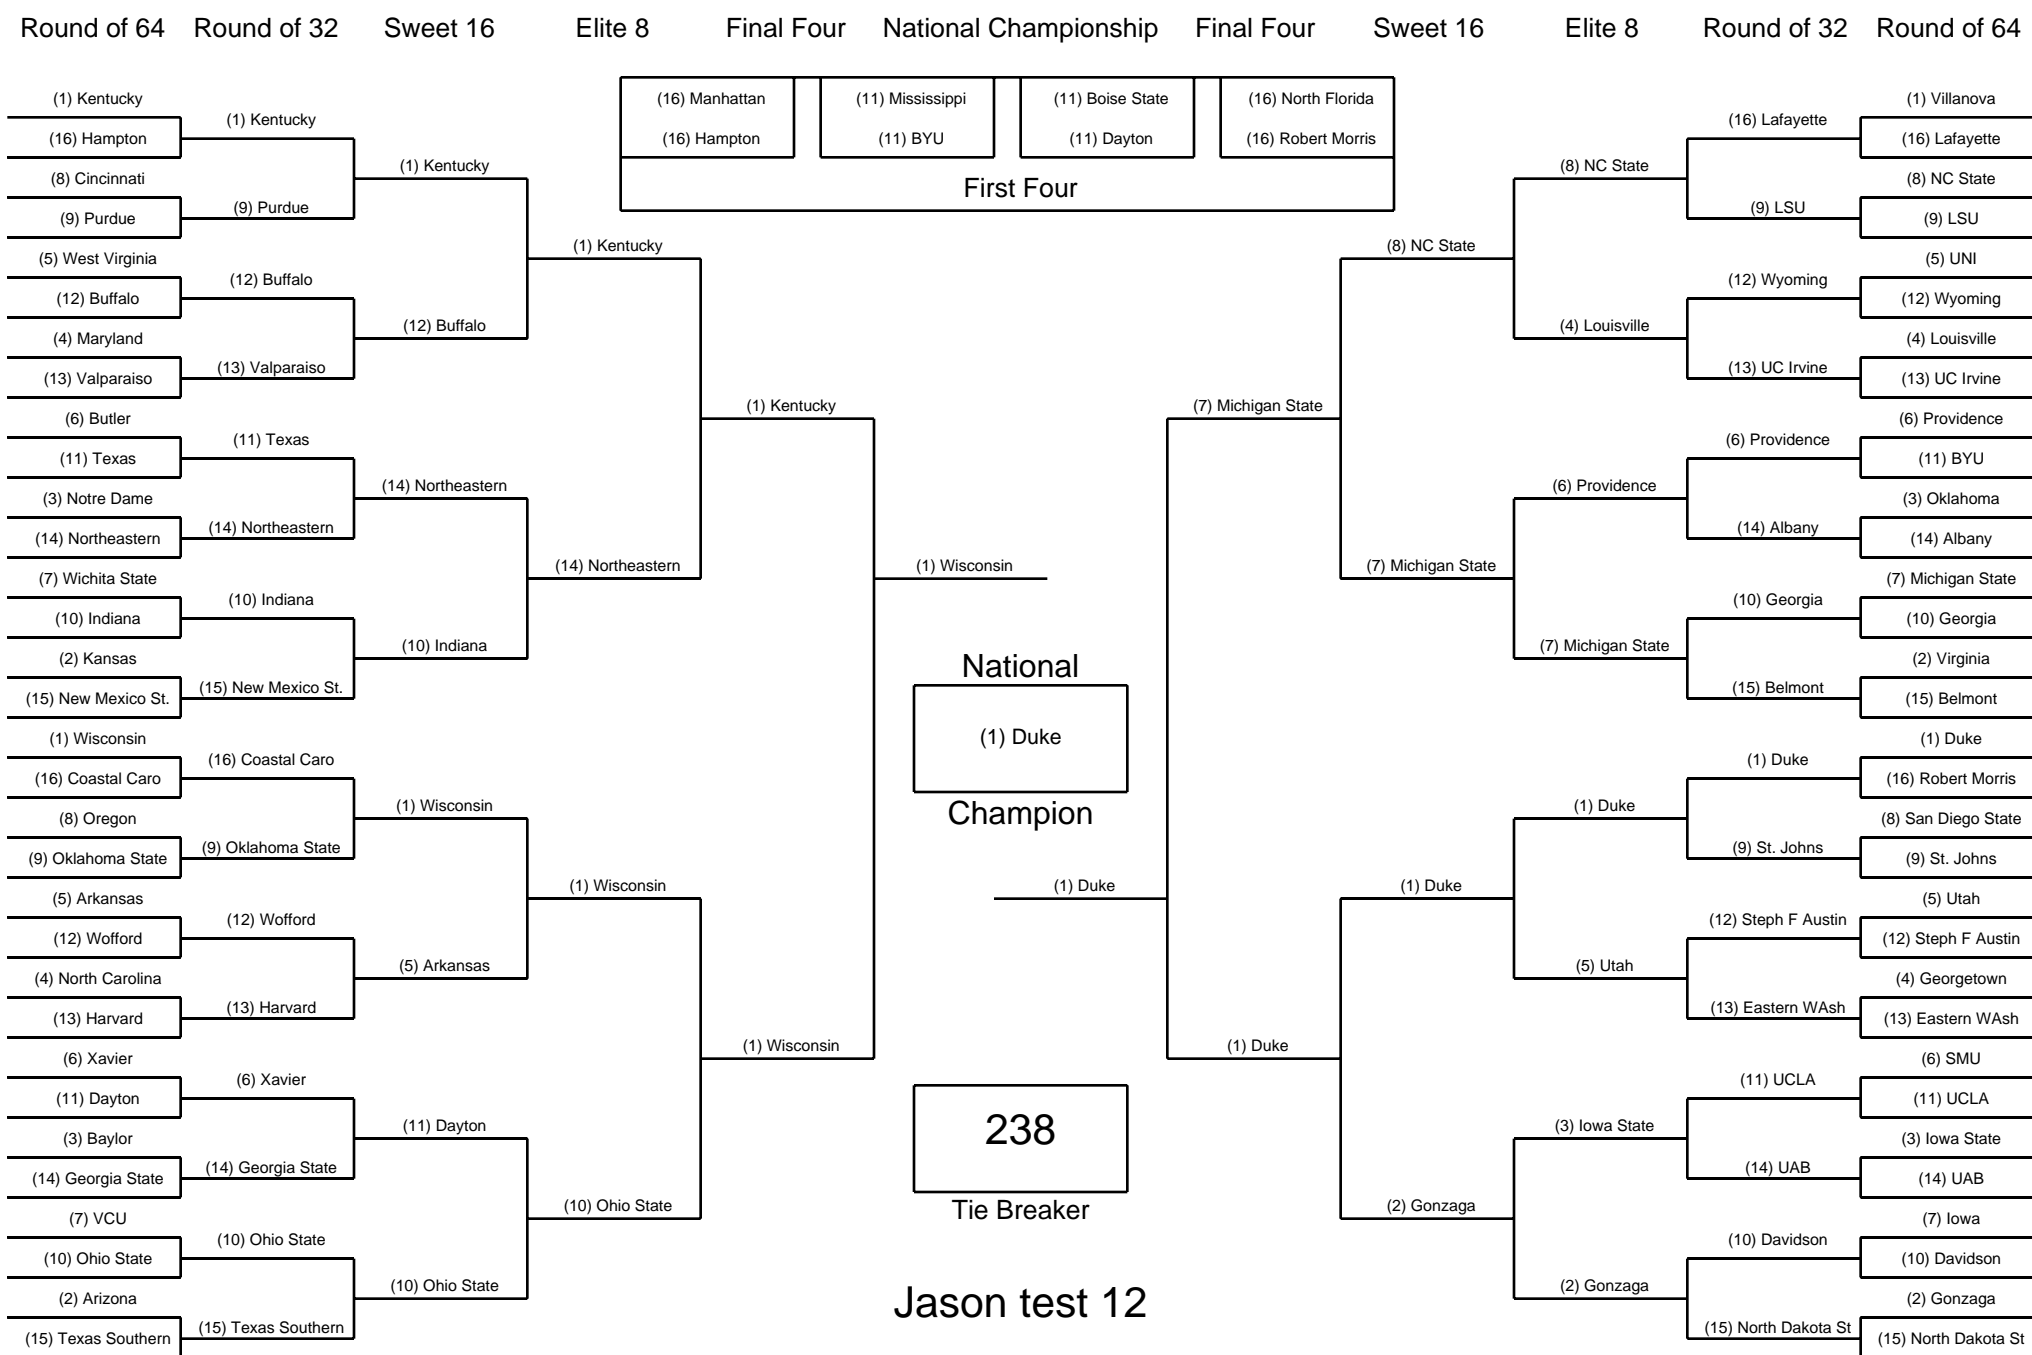 Round of 64 Round of 32 Sweet 16 Elite 8 Final Four National Championship Final Four Sweet 16 Elite 8 Round of 32 Round of 64
(1) Kentucky
(16) Hampton
(8) Cincinnati
(9) Purdue
(5) West Virginia
(12) Buffalo
(4) Maryland
(13) Valparaiso
(6) Butler
(11) Texas
(3) Notre Dame
(14) Northeastern
(7) Wichita State
(10) Indiana
(2) Kansas
(15) New Mexico St.
(1) Wisconsin
(16) Coastal Caro
(8) Oregon
(9) Oklahoma State
(5) Arkansas
(12) Wofford
(4) North Carolina
(13) Harvard
(6) Xavier
(11) Dayton
(3) Baylor
(14) Georgia State
(7) VCU
(10) Ohio State
(2) Arizona
(15) Texas Southern
(1) Kentucky
(9) Purdue
(12) Buffalo
(13) Valparaiso
(11) Texas
(14) Northeastern
(10) Indiana
(15) New Mexico St.
(16) Coastal Caro
(9) Oklahoma State
(12) Wofford
(13) Harvard
(6) Xavier
(14) Georgia State
(10) Ohio State
(15) Texas Southern
(1) Kentucky
(12) Buffalo
(14) Northeastern
(10) Indiana
(1) Wisconsin
(5) Arkansas
(11) Dayton
(10) Ohio State
(1) Kentucky
(14) Northeastern
(1) Wisconsin
(10) Ohio State
(1) Kentucky
(1) Wisconsin
(16) Manhattan
(16) Hampton
(11) Mississippi
(11) BYU
(11) Boise State
(11) Dayton
(16) North Florida
(16) Robert Morris
First Four
(1) Wisconsin
National
(1) Duke
Champion
(1) Duke
238
Tie Breaker
Jason test 12
(7) Michigan State
(1) Duke
(8) NC State
(7) Michigan State
(1) Duke
(2) Gonzaga
(8) NC State
(4) Louisville
(6) Providence
(7) Michigan State
(1) Duke
(5) Utah
(3) Iowa State
(2) Gonzaga
(16) Lafayette
(9) LSU
(12) Wyoming
(13) UC Irvine
(6) Providence
(14) Albany
(10) Georgia
(15) Belmont
(1) Duke
(9) St. Johns
(12) Steph F Austin
(13) Eastern WAsh
(11) UCLA
(14) UAB
(10) Davidson
(15) North Dakota St
(1) Villanova
(16) Lafayette
(8) NC State
(9) LSU
(5) UNI
(12) Wyoming
(4) Louisville
(13) UC Irvine
(6) Providence
(11) BYU
(3) Oklahoma
(14) Albany
(7) Michigan State
(10) Georgia
(2) Virginia
(15) Belmont
(1) Duke
(16) Robert Morris
(8) San Diego State
(9) St. Johns
(5) Utah
(12) Steph F Austin
(4) Georgetown
(13) Eastern WAsh
(6) SMU
(11) UCLA
(3) Iowa State
(14) UAB
(7) Iowa
(10) Davidson
(2) Gonzaga
(15) North Dakota St